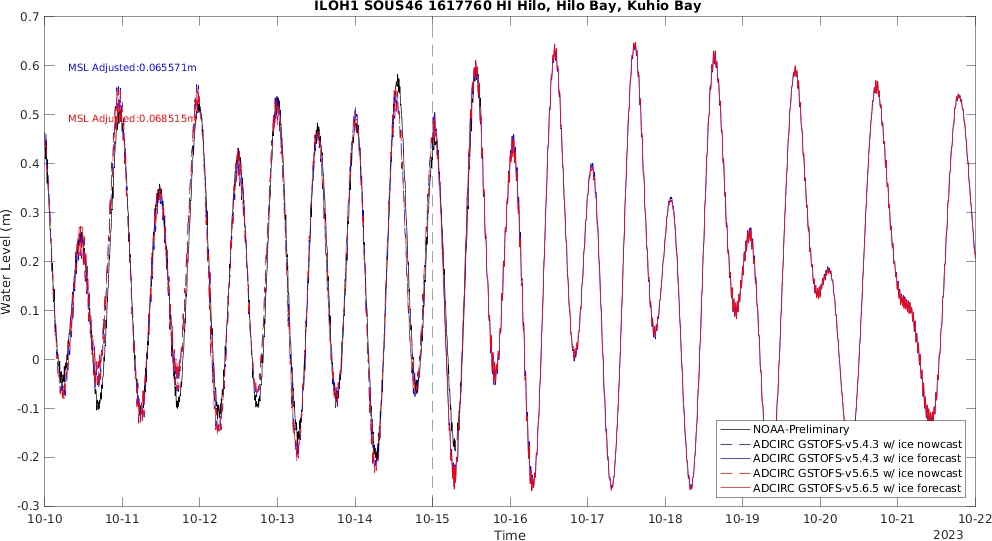 ILOH1 SOUS46 1617760 HI Hilo, Hilo Bay, Kuhio Bay
0.7
0.6
0.5
0.4
0.3
0.2
0.1
0
-0.1
-0.2
-0.3
Water Level (m)
MSL Adjusted:0.065571m
MSL Adjusted:0.068515m
NOAA-Preliminary
ADCIRC GSTOFS-v5.4.3 w/ ice nowcast
ADCIRC GSTOFS-v5.4.3 w/ ice forecast
ADCIRC GSTOFS-v5.6.5 w/ ice nowcast
ADCIRC GSTOFS-v5.6.5 w/ ice forecast
10-10 10-11 10-12 10-13 10-14 10-15 10-16 10-17 10-18 10-19 10-20 10-21 10-22
Time
2023